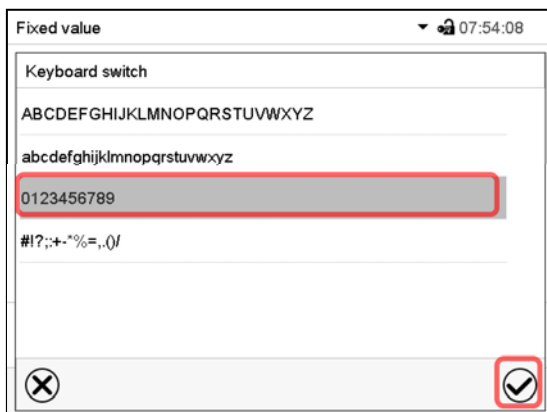 Fixed value 07:54:08
Keyboard switch
ABCDEFGHIJKLMNOPQRSTUVWXYZ
abcdefghijklmnopqrstuvwxyz
0123456789
#!?;:+-*%=,.()/